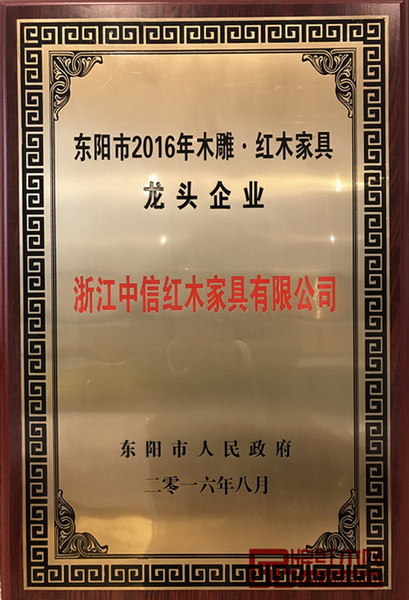 东阳市2016年木雕·红木家具
龙头企业
浙江中信红木家具有限公司
东阳市人民政府
二零一六年八月